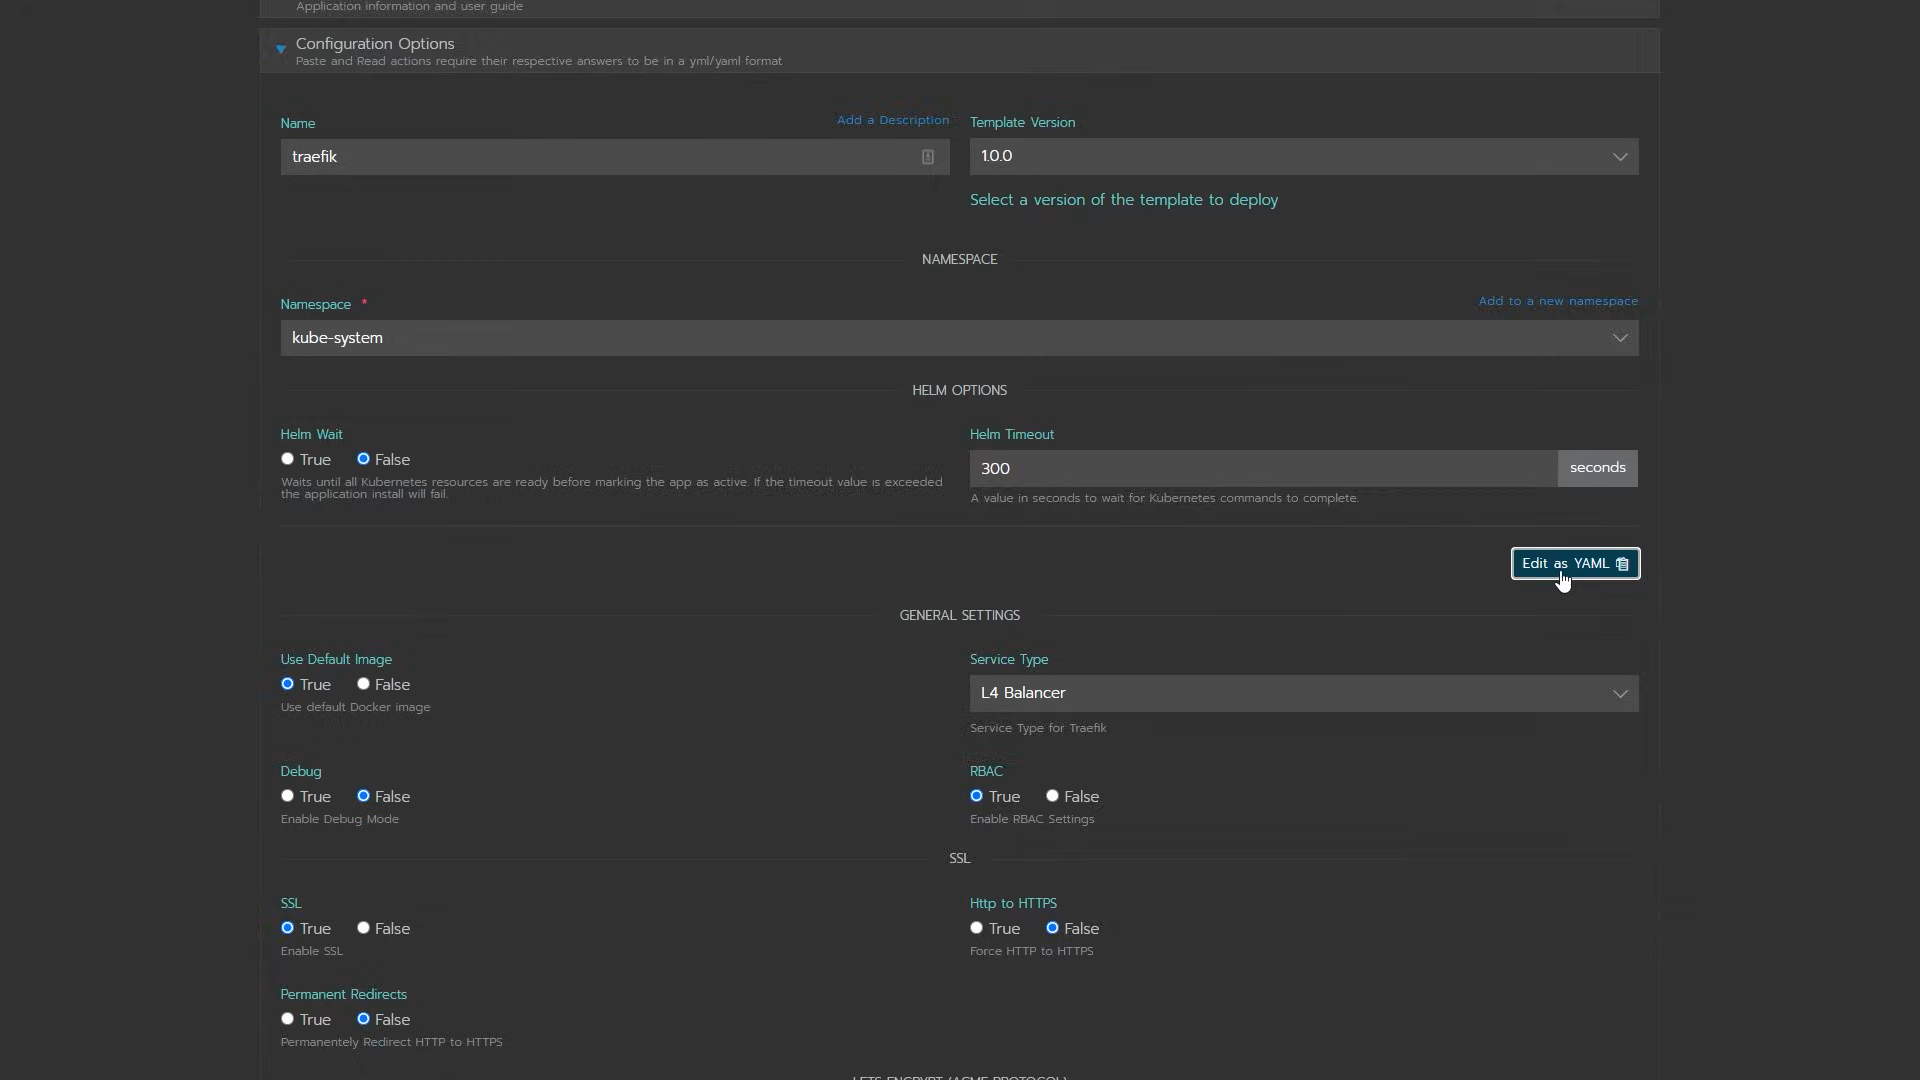 Application information and user guide
Configuration Options
Paste and Read actions require their respective answers to be in a yml/yaml format
Name
Add a Description
traefik
Template Version
1.0.0
Select a version of the template to deploy
NAMESPACE
Namespace *
Add to a new namespace
kube-system
HELM OPTIONS
Helm Wait
True False
Waits until all Kubernetes resources are ready before marking the app as active. If the timeout value is exceeded
the application install will fail.
Helm Timeout
300 seconds
A value in seconds to wait for Kubernetes commands to complete.
Edit as YAML
GENERAL SETTINGS
Use Default Image
True False
Use default Docker image
Service Type
L4 Balancer
Service Type for Traefik
Debug
True False
Enable Debug Mode
RBAC
True False
Enable RBAC Settings
SSL
SSL
True False
Enable SSL
Http to HTTPS
True False
Force HTTP to HTTPS
Permanent Redirects
True False
Permanentely Redirect HTTP to HTTPS
LETS ENCRYPT (ACME PROTOCOL)